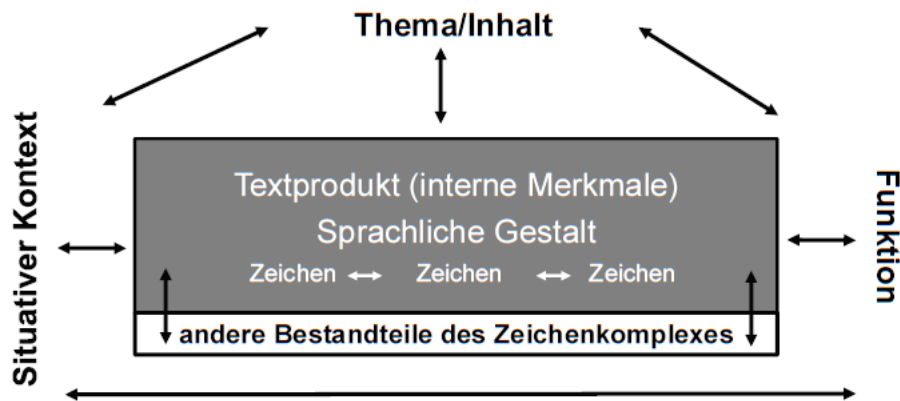 Thema/Inhalt
Situativer Kontext
Textprodukt (interne Merkmale)
Sprachliche Gestalt
Zeichen Zeichen Zeichen
andere Bestandteile des Zeichenkomplexes
Funktion